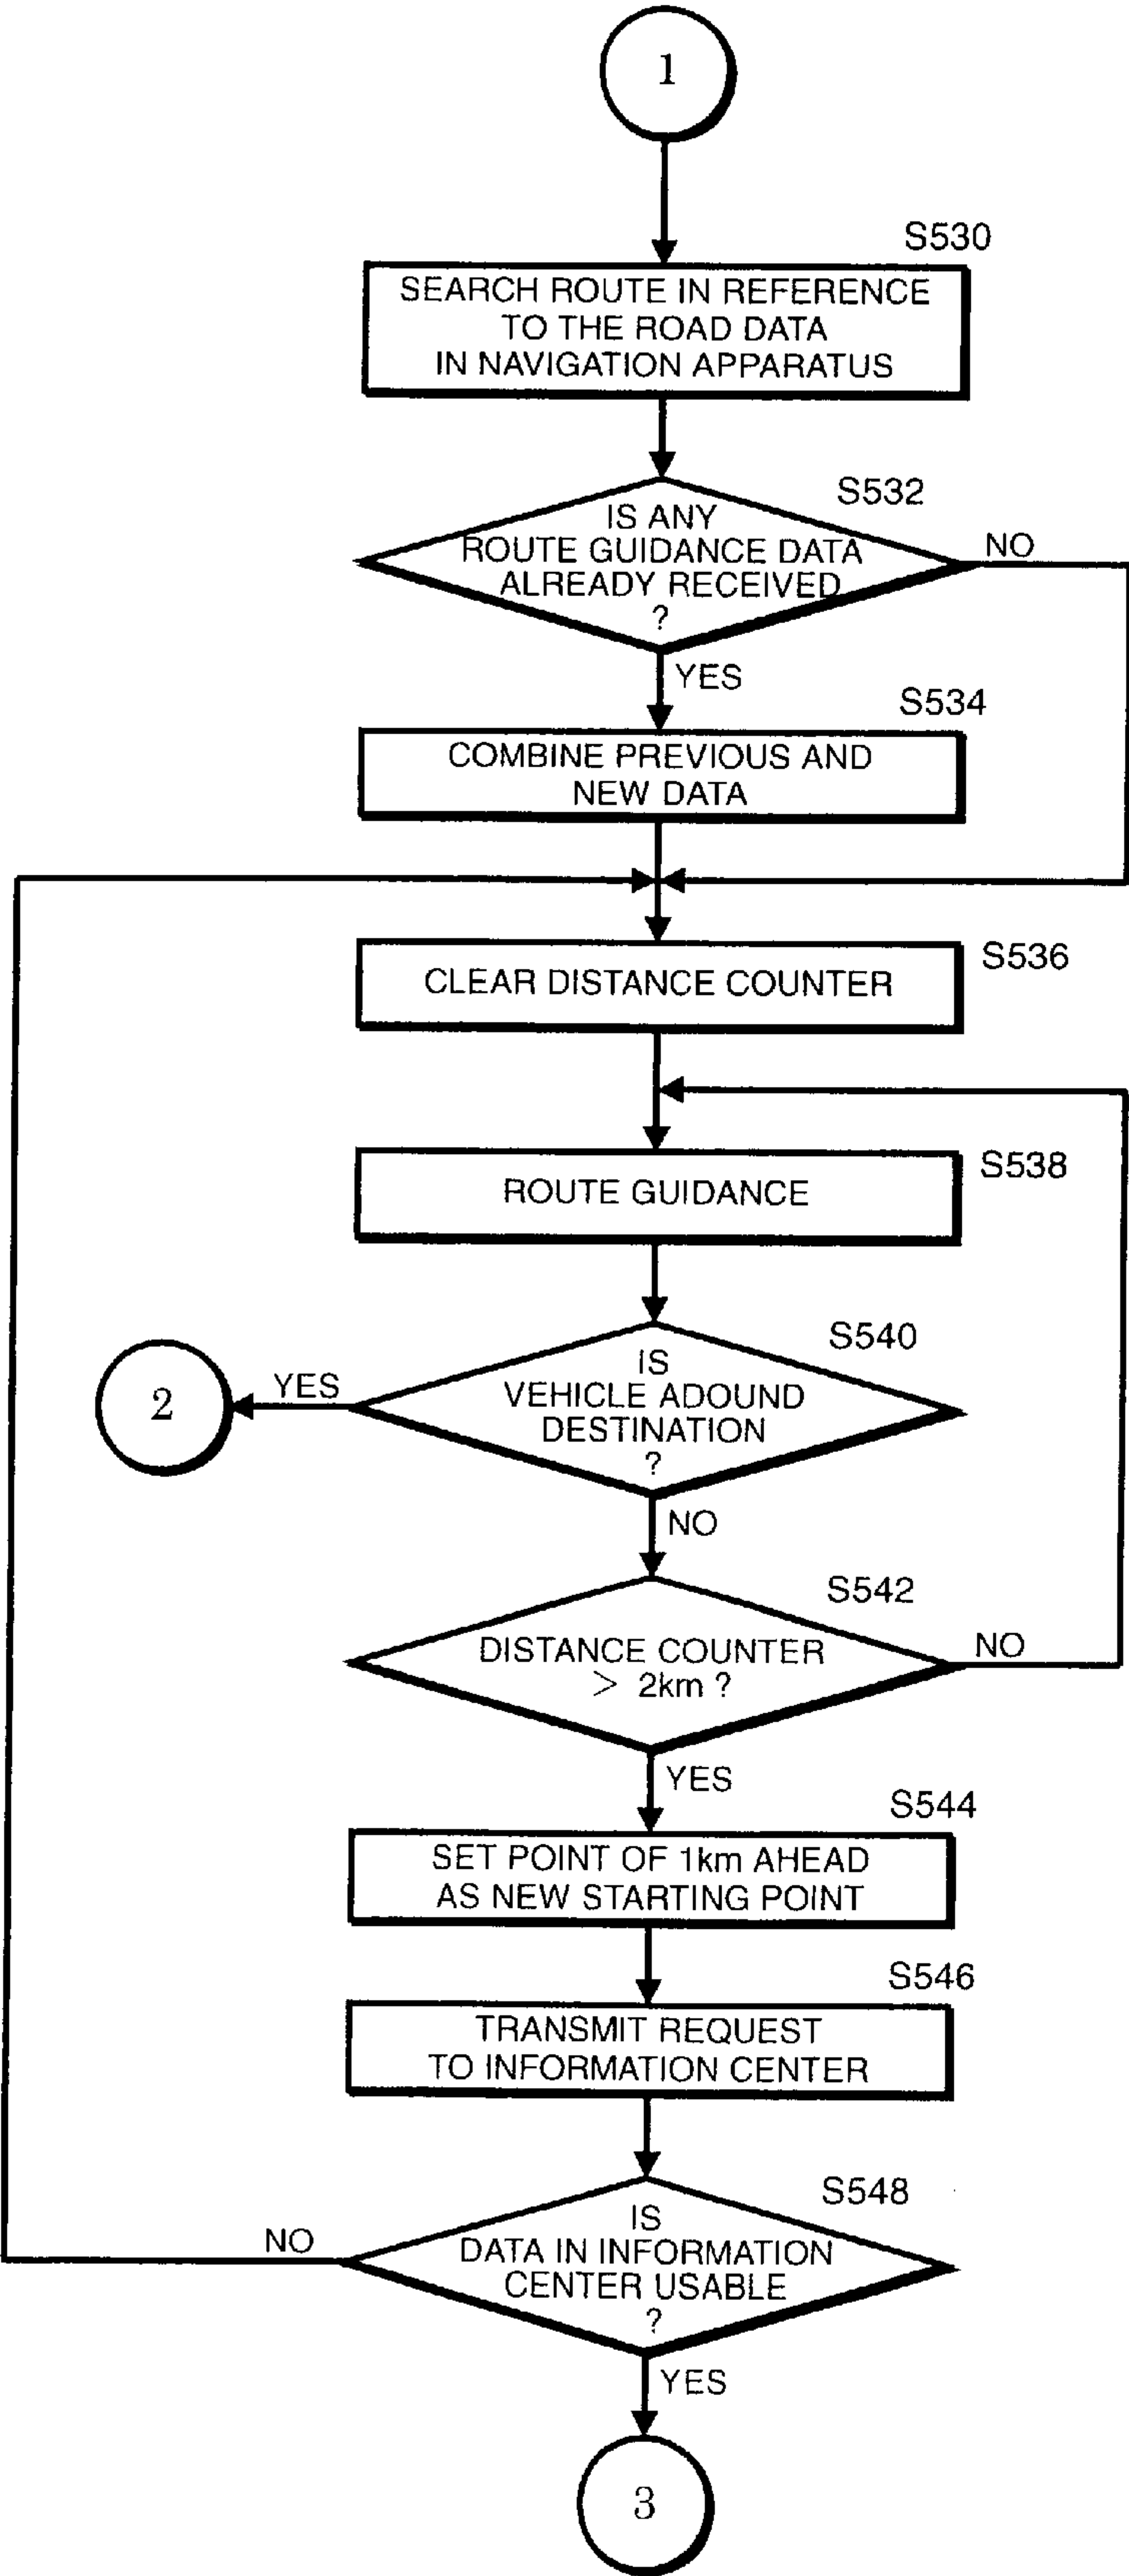 1
S530
SEARCH ROUTE IN REFERENCE
TO THE ROAD DATA
IN NAVIGATION APPARATUS
S532
IS ANY
ROUTE GUIDANCE DATA
ALREADY RECEIVED
?
NO
YES
S534
COMBINE PREVIOUS AND
NEW DATA
S536
CLEAR DISTANCE COUNTER
S538
ROUTE GUIDANCE
S540
IS
VEHICLE ADOUND
DESTINATION
?
YES
2
NO
S542
DISTANCE COUNTER
> 2km ?
NO
YES
S544
SET POINT OF 1km AHEAD
AS NEW STARTING POINT
S546
TRANSMIT REQUEST
TO INFORMATION CENTER
S548
IS
DATA IN INFORMATION
CENTER USABLE
?
NO
YES
3